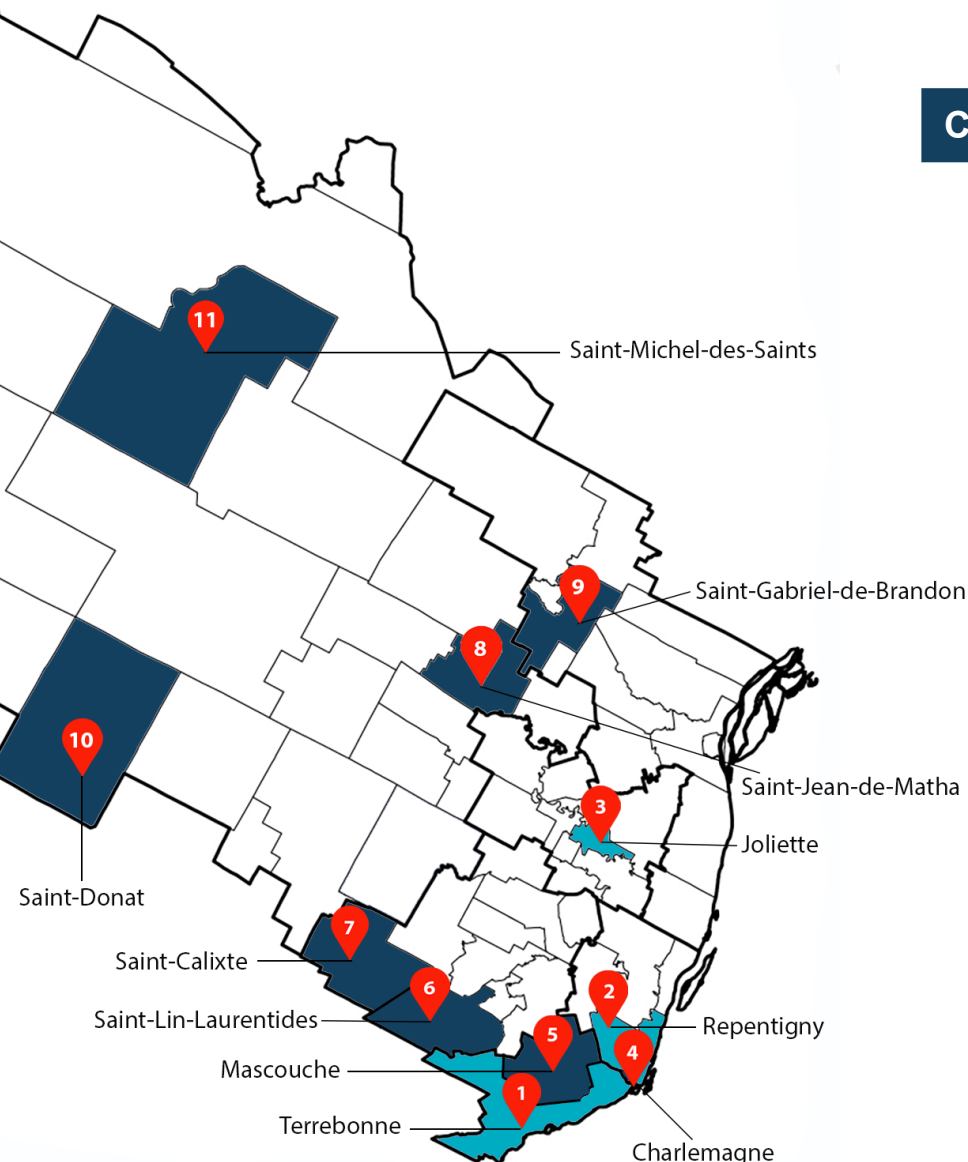 C
11
Saint-Michel-des-Saints
9
Saint-Gabriel-de-Brandon
8
10
Saint-Jean-de-Matha
3
Joliette
Saint-Donat
7
Saint-Calixte
6
2
Saint-Lin-Laurentides
Repentigny
5
4
Mascouche
1
Terrebonne
Charlemagne